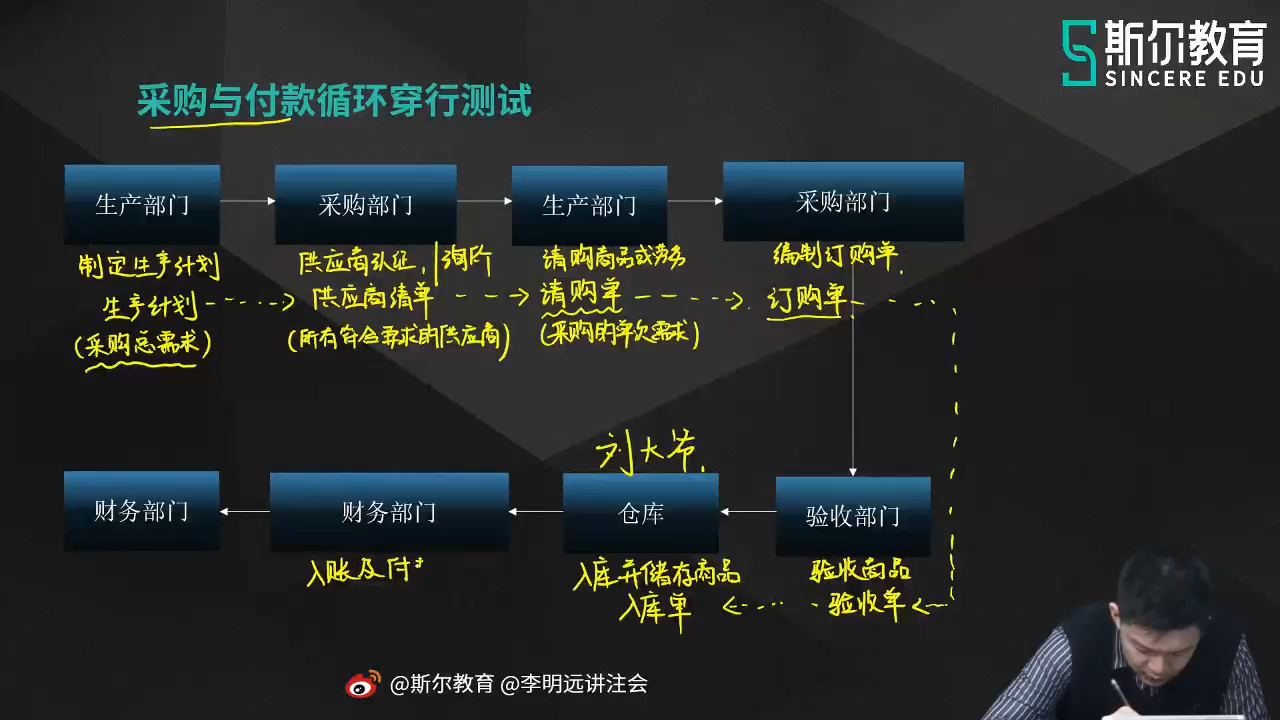 斯尔教育
SINCERE EDU
采购与付款循环穿行测试
生产部门
采购部门
生产部门
采购部门
制定生产计划
供应商认证,询价
请购商品或劳务
编制订购单.
生产计划
供应商清单
请购单
订购单
(采购总需求)
(所有符合要求的供应商)
(采购的单次需求)
刘大爷.
财务部门
财务部门
仓库
验收部门
入账及付
入库并储存商品
验收商品
入库单
验收单
@斯尔教育 @李明远讲注会